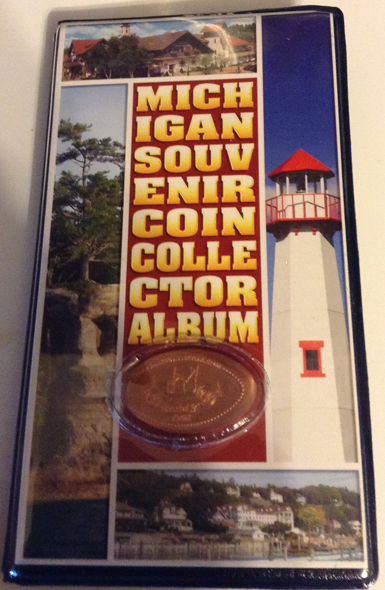 MICH
IGAN
SOUV
ENIR
COIN
COLLE
CTOR
ALBUM